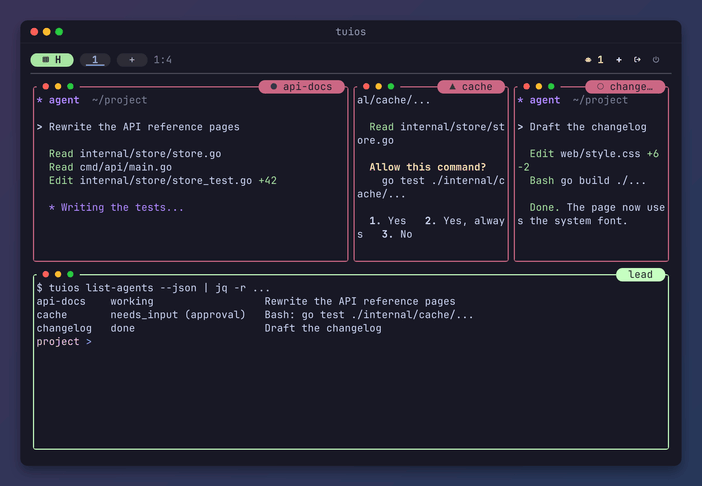 tuios
H 1 + 1:4 1 +
api-docs
* agent ~/project
> Rewrite the API reference pages
Read internal/store/store.go
Read cmd/api/main.go
Edit internal/store/store_test.go +42
* Writing the tests...
cache
al/cache/...
Read internal/store/st
ore.go
Allow this command?
go test ./internal/c
ache/...
1. Yes 2. Yes, alway
s 3. No
change…
* agent ~/project
> Draft the changelog
Edit web/style.css +6
-2
Bash go build ./...
Done. The page now use
s the system font.
lead
$ tuios list-agents --json | jq -r ...
api-docs working Rewrite the API reference pages
cache needs_input (approval) Bash: go test ./internal/cache/...
changelog done Draft the changelog
project >